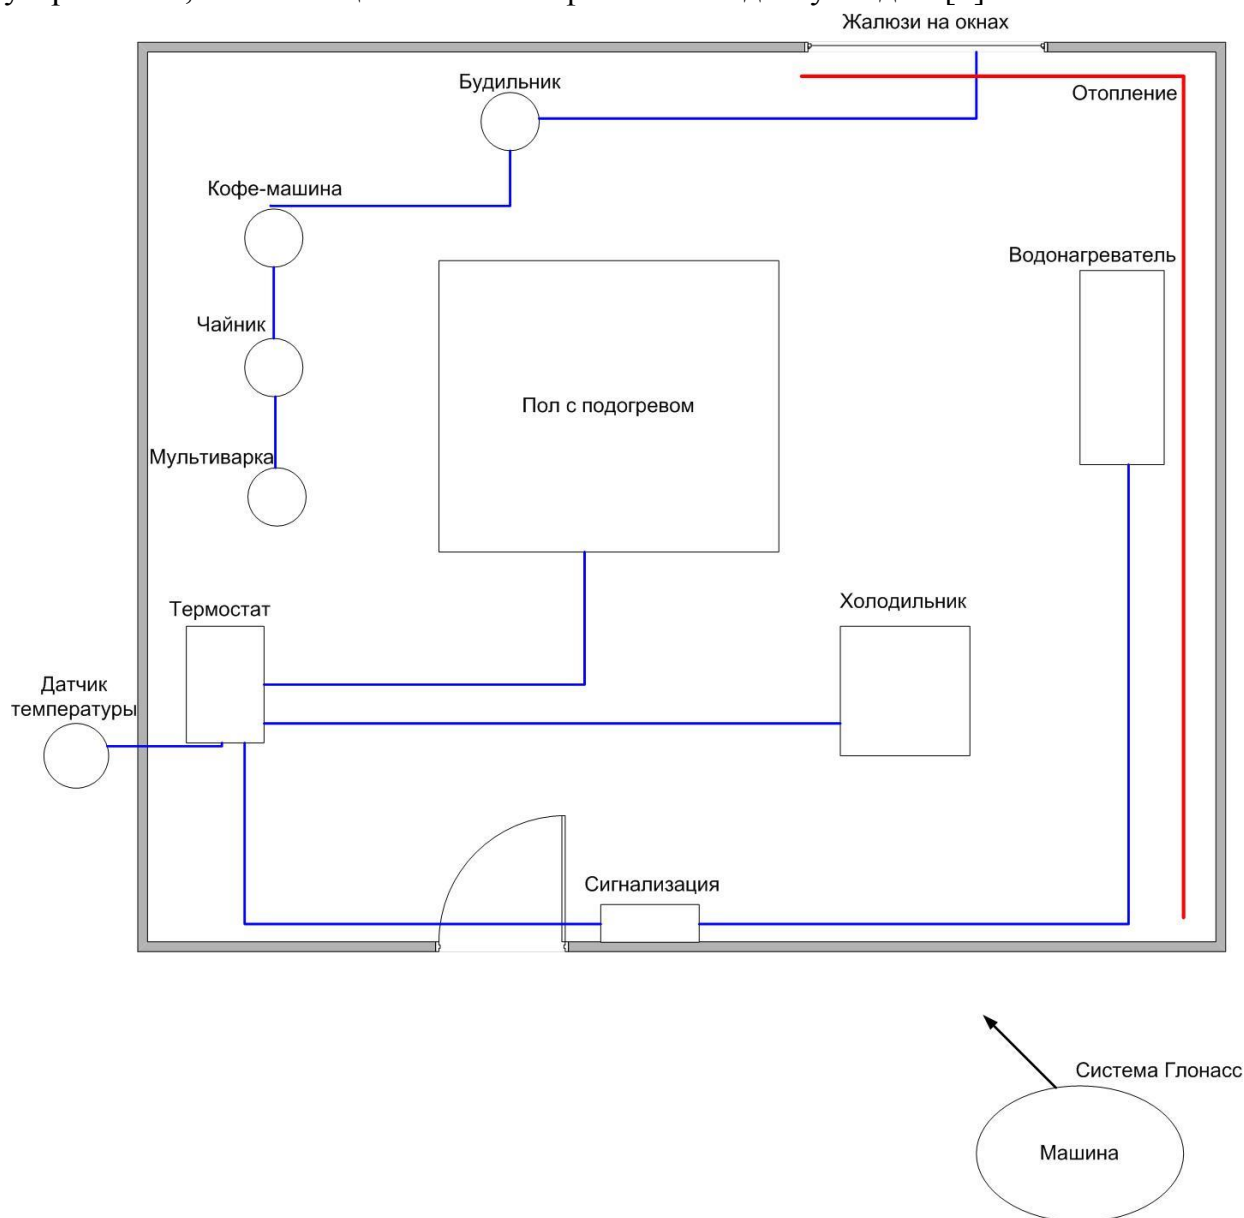 Жалюзи на окнах
Будильник
Отопление
Кофе-машина
Водонагреватель
Чайник
Пол с подогревом
Мультиварка
Холодильник
Термостат
Датчик
температуры
Сигнализация
Система Глонасс
Машина